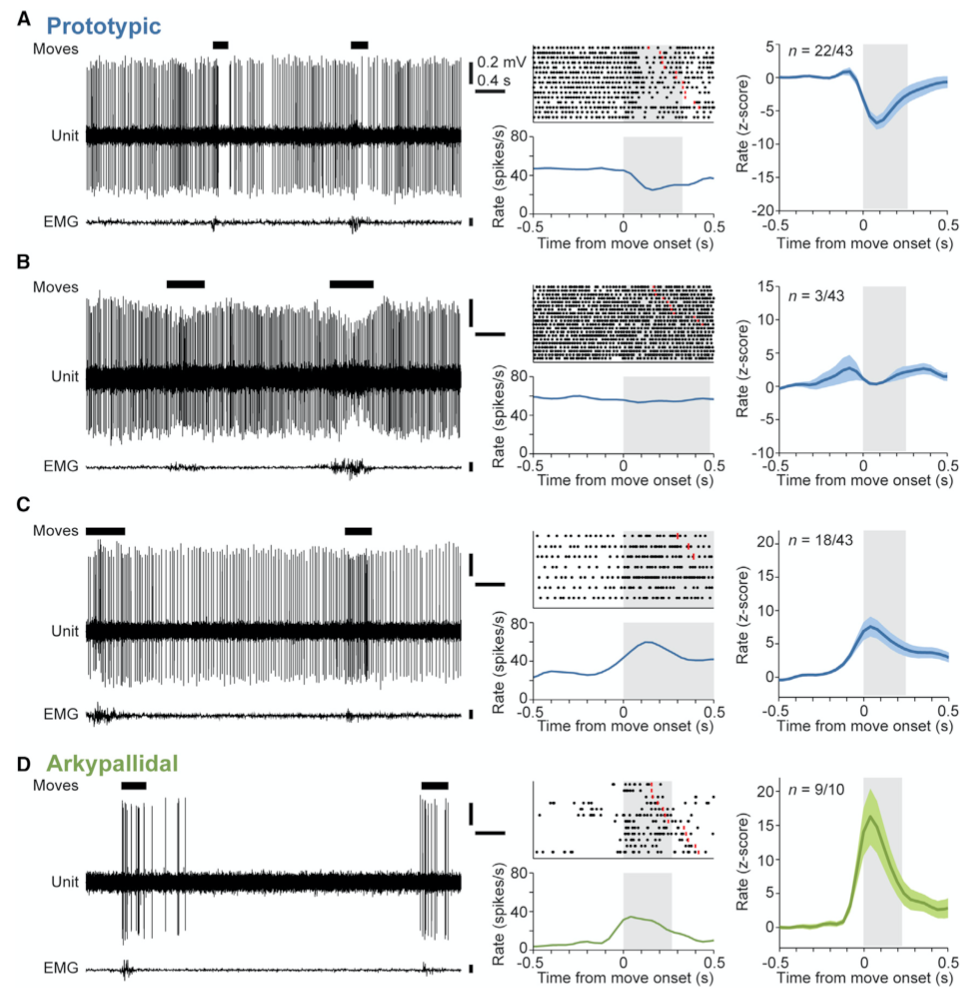 A Prototypic
Moves
Unit
EMG
0.2 mV
0.4 s
Rate (spikes/s)
80
40
0
-0.5 0 0.5
Time from move onset (s)
Rate (z-score)
n = 22/43
5
0
-5
-10
-15
-20
-0.5 0 0.5
Time from move onset (s)
B
Moves
Unit
EMG
Rate (spikes/s)
80
40
0
-0.5 0 0.5
Time from move onset (s)
Rate (z-score)
n = 3/43
15
10
5
0
-5
-10
-0.5 0 0.5
Time from move onset (s)
C
Moves
Unit
EMG
Rate (spikes/s)
80
40
0
-0.5 0 0.5
Time from move onset (s)
Rate (z-score)
n = 18/43
20
15
10
5
0
-0.5 0 0.5
Time from move onset (s)
D Arkypallidal
Moves
Unit
EMG
Rate (spikes/s)
80
40
0
-0.5 0 0.5
Time from move onset (s)
Rate (z-score)
n = 9/10
20
15
10
5
0
-0.5 0 0.5
Time from move onset (s)